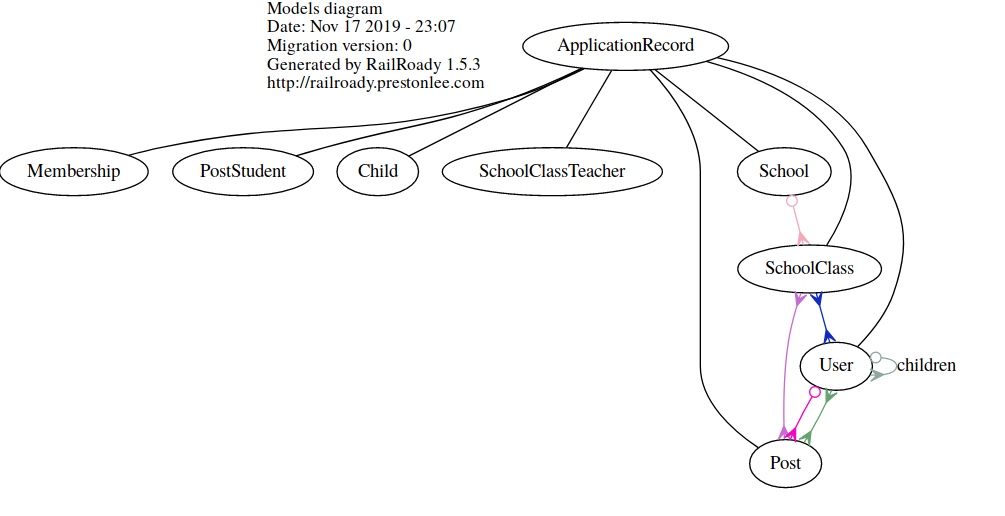 Models diagram
Date: Nov 17 2019 - 23:07
Migration version: 0
Generated by RailRoady 1.5.3
http://railroady.prestonlee.com
ApplicationRecord
Membership
PostStudent
Child
SchoolClassTeacher
School
SchoolClass
User
children
Post